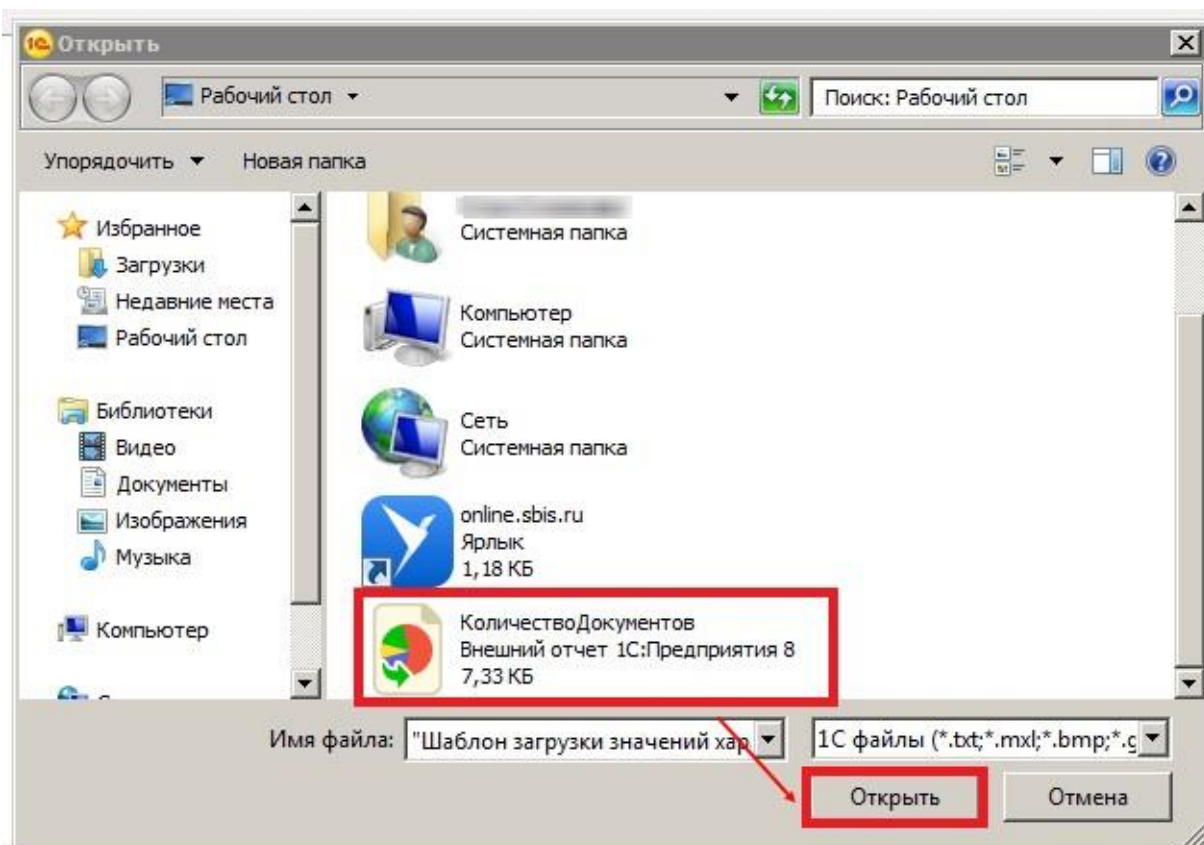 Открыть
Рабочий стол
Поиск: Рабочий стол
Упорядочить
Новая папка
Избранное
Загрузки
Недавние места
Рабочий стол
Библиотеки
Видео
Документы
Изображения
Музыка
Компьютер
Системная папка
Компьютер
Системная папка
Сеть
Системная папка
online.sbis.ru
Ярлык
1,18 КБ
КоличествоДокументов
Внешний отчет 1С:Предприятия 8
7,33 КБ
Имя файла:
"Шаблон загрузки значений хар
1С файлы (*.txt;*.mxl;*.bmp;*.g
Открыть
Отмена